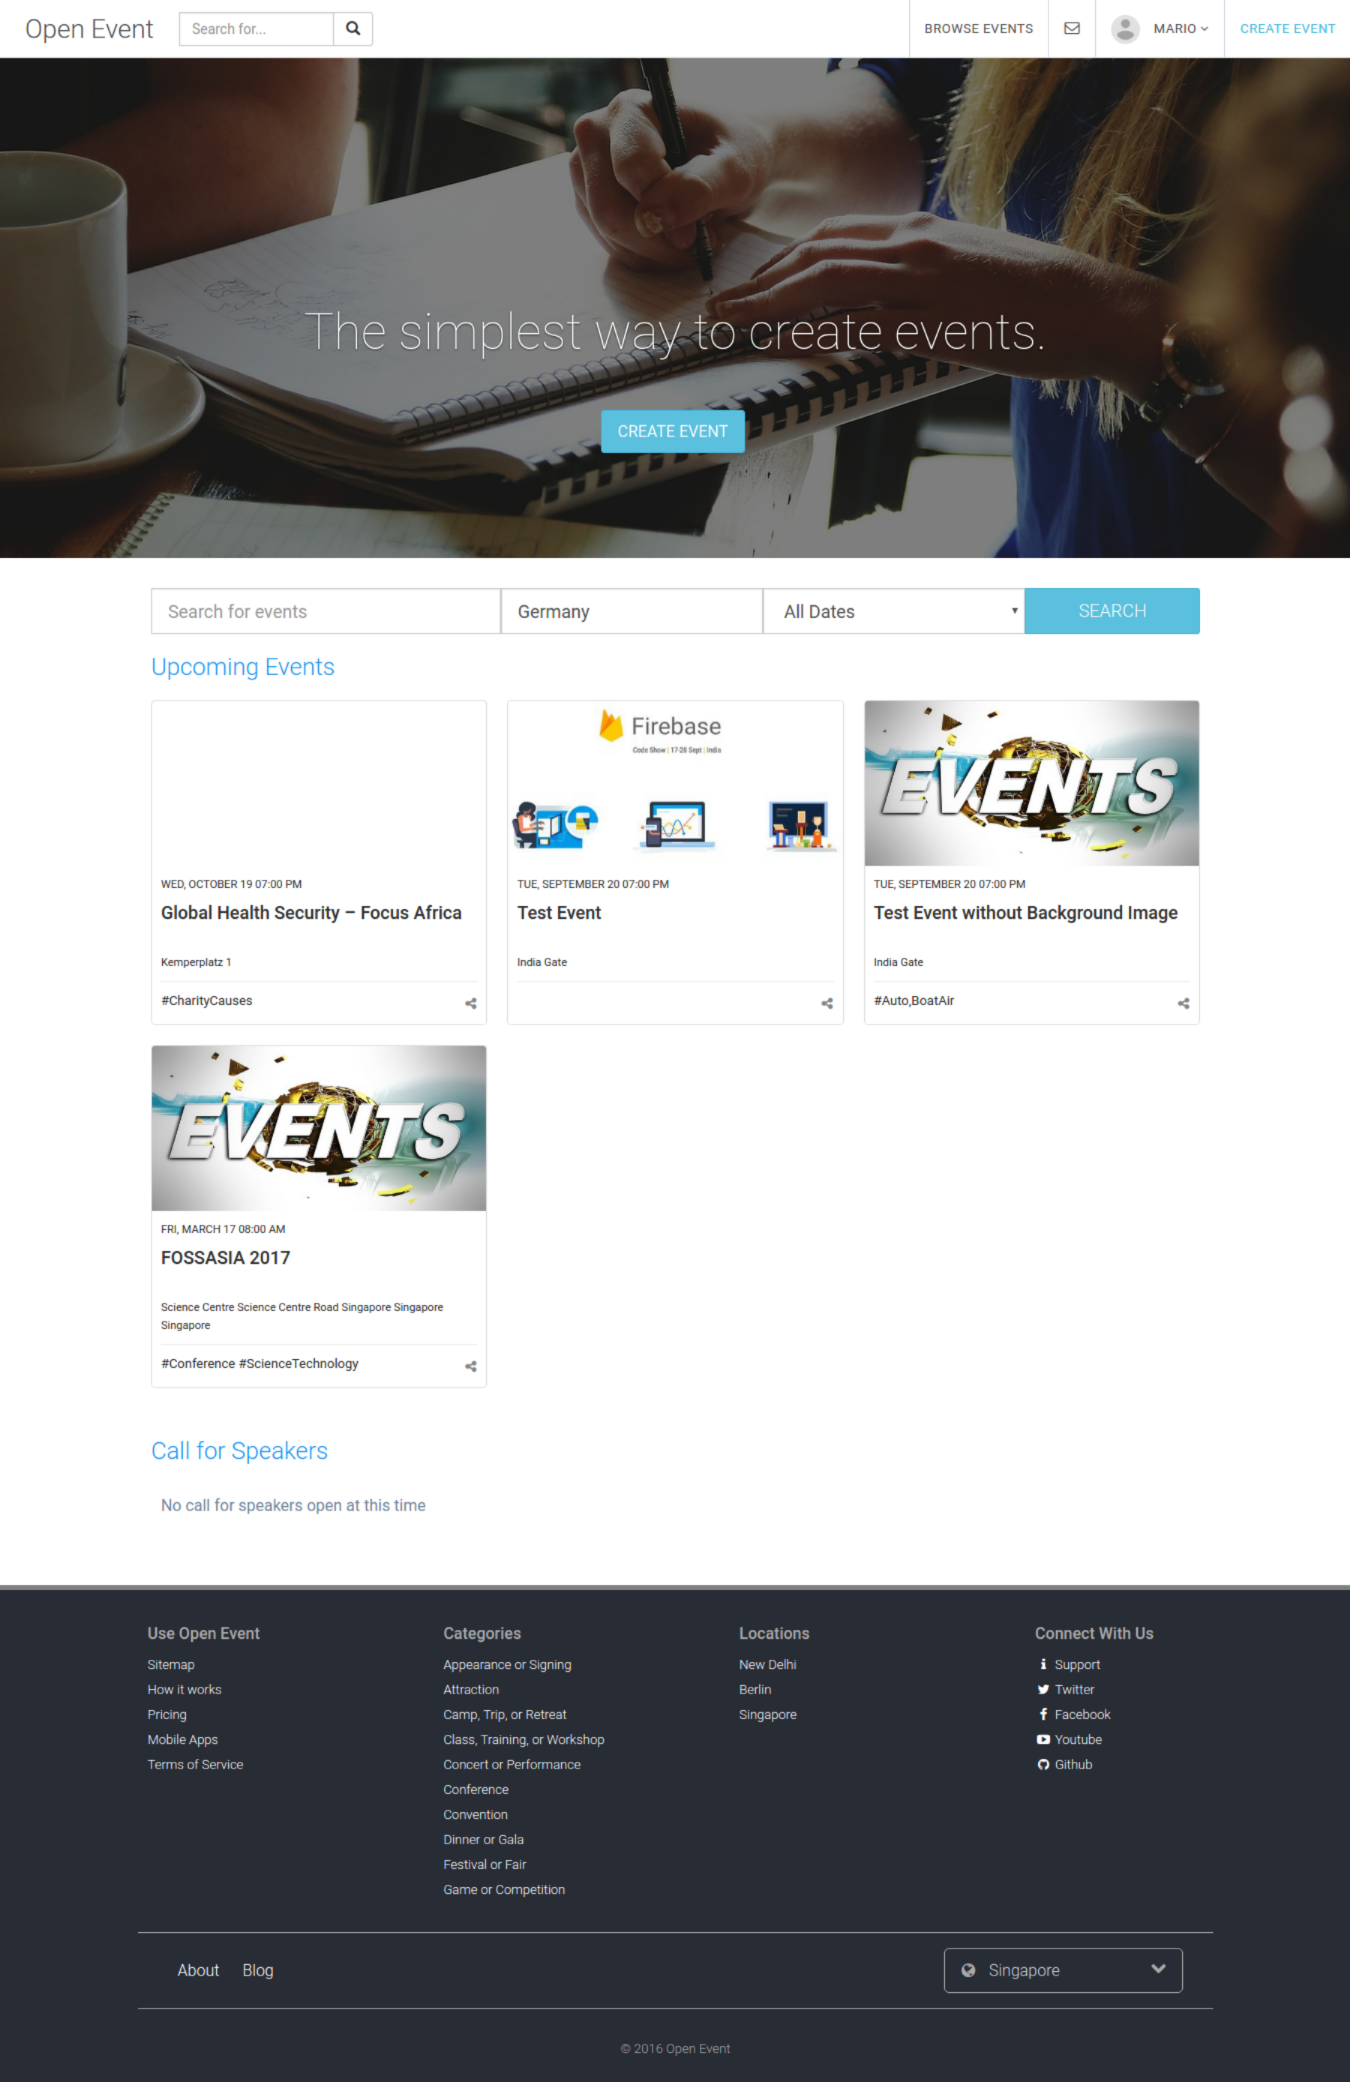 Open Event
Search for...
BROWSE EVENTS
MARIO
CREATE EVENT
The simplest way to create events.
CREATE EVENT
Search for events
Germany
All Dates
SEARCH
Upcoming Events
WED, OCTOBER 19 07:00 PM
Global Health Security – Focus Africa
Kemperplatz 1
#CharityCauses
Firebase
Code Show | 17-28 Sept | India
TUE, SEPTEMBER 20 07:00 PM
Test Event
India Gate
EVENTS
TUE, SEPTEMBER 20 07:00 PM
Test Event without Background Image
India Gate
#Auto,BoatAir
EVENTS
FRI, MARCH 17 08:00 AM
FOSSASIA 2017
Science Centre Science Centre Road Singapore Singapore
Singapore
#Conference #ScienceTechnology
Call for Speakers
No call for speakers open at this time
Use Open Event
Sitemap
How it works
Pricing
Mobile Apps
Terms of Service
Categories
Appearance or Signing
Attraction
Camp, Trip, or Retreat
Class, Training, or Workshop
Concert or Performance
Conference
Convention
Dinner or Gala
Festival or Fair
Game or Competition
Locations
New Delhi
Berlin
Singapore
Connect With Us
Support
Twitter
Facebook
Youtube
Github
About
Blog
Singapore
© 2016 Open Event